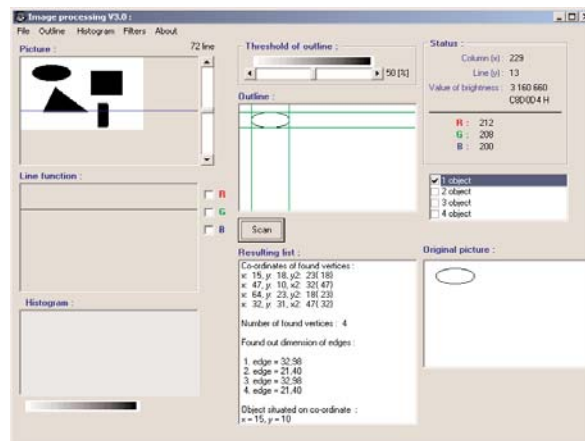 Image processing V3.0 :
File Outline Histogram Filters About
Picture :
72 line
Threshold of outline :
50 [%]
Status :
Column (x) : 229
Line (y) : 13
Value of brightness : 3 160 660
C8D0D4 H
R : 212
G : 208
B : 200
Outline :
Line function :
R
G
B
Scan
1 object
2 object
3 object
4 object
Resulting list :
Co-ordinates of found vertices :
x: 15, y: 18, y2: 23( 18)
x: 47, y: 10, x2: 32( 47)
x: 64, y: 23, y2: 18( 23)
x: 32, y: 31, x2: 47( 32)
Number of found vertices : 4
Found out dimension of edges :
1. edge = 32,98
2. edge = 21,40
3. edge = 32,98
4. edge = 21,40
Object situated on co-ordinate :
x = 15, y = 10
Original picture :
Histogram :